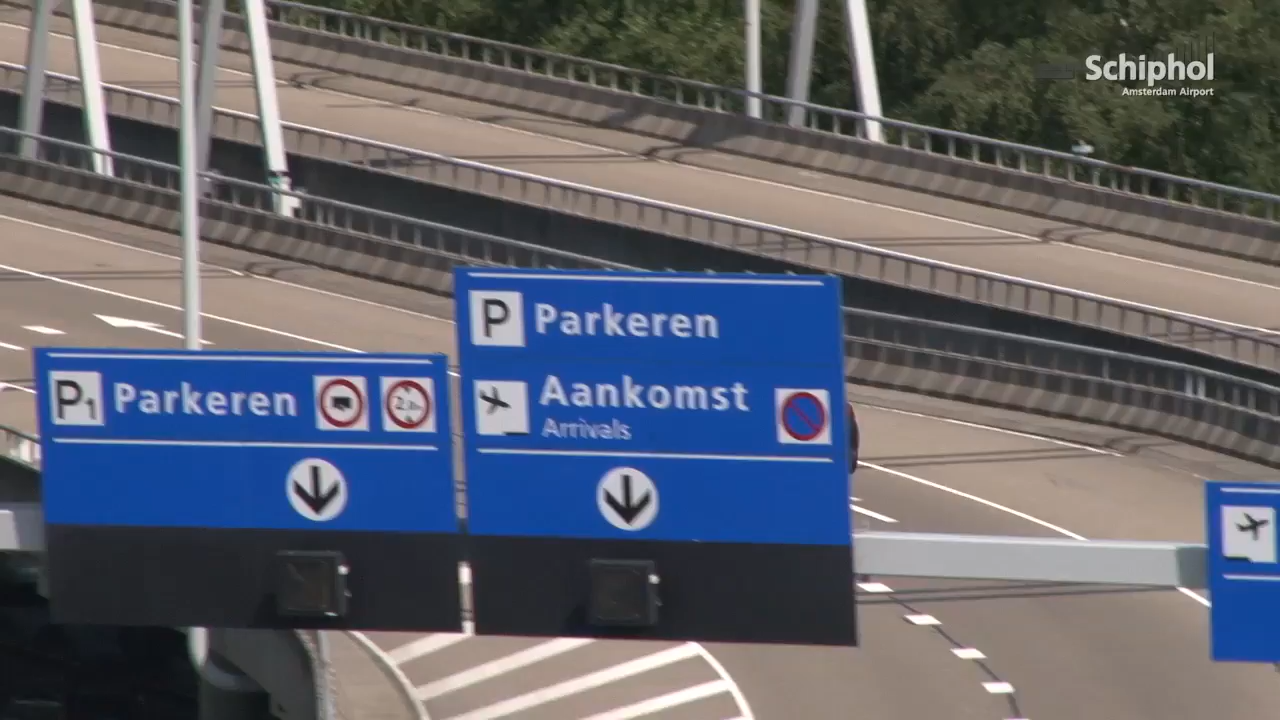 Schiphol
Amsterdam Airport
P Parkeren
Aankomst
Arrivals
P1 Parkeren